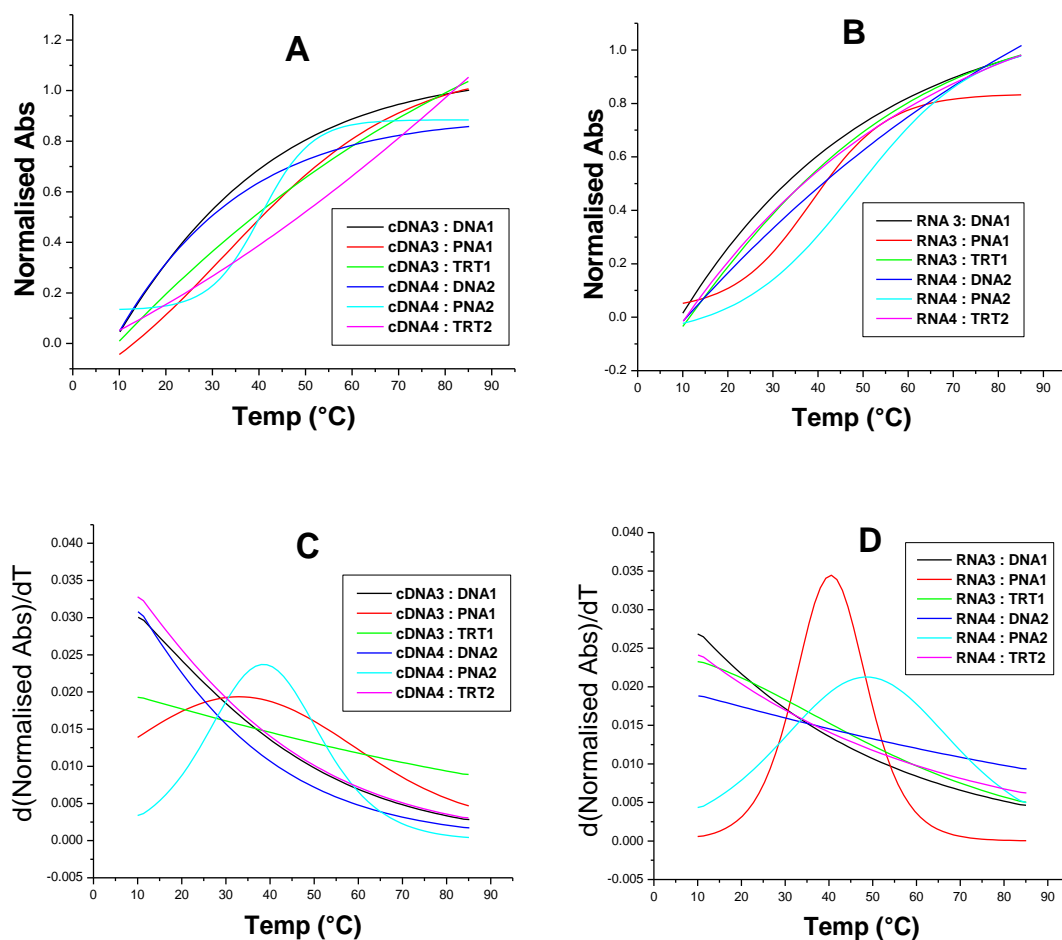 A
Normalised Abs
1.2
1.0
0.8
0.6
0.4
0.2
0.0
cDNA3 : DNA1
cDNA3 : PNA1
cDNA3 : TRT1
cDNA4 : DNA2
cDNA4 : PNA2
cDNA4 : TRT2
0 10 20 30 40 50 60 70 80 90
Temp (°C)
B
Normalised Abs
1.0
0.8
0.6
0.4
0.2
0.0
-0.2
RNA 3: DNA1
RNA3 : PNA1
RNA3 : TRT1
RNA4 : DNA2
RNA4 : PNA2
RNA4 : TRT2
0 10 20 30 40 50 60 70 80 90
Temp (°C)
C
d(Normalised Abs)/dT
0.040
0.035
0.030
0.025
0.020
0.015
0.010
0.005
0.000
-0.005
cDNA3 : DNA1
cDNA3 : PNA1
cDNA3 : TRT1
cDNA4 : DNA2
cDNA4 : PNA2
cDNA4 : TRT2
0 10 20 30 40 50 60 70 80 90
Temp (°C)
D
d(Normalised Abs)/dT
0.040
0.035
0.030
0.025
0.020
0.015
0.010
0.005
0.000
-0.005
RNA3 : DNA1
RNA3 : PNA1
RNA3 : TRT1
RNA4 : DNA2
RNA4 : PNA2
RNA4 : TRT2
0 10 20 30 40 50 60 70 80 90
Temp (°C)